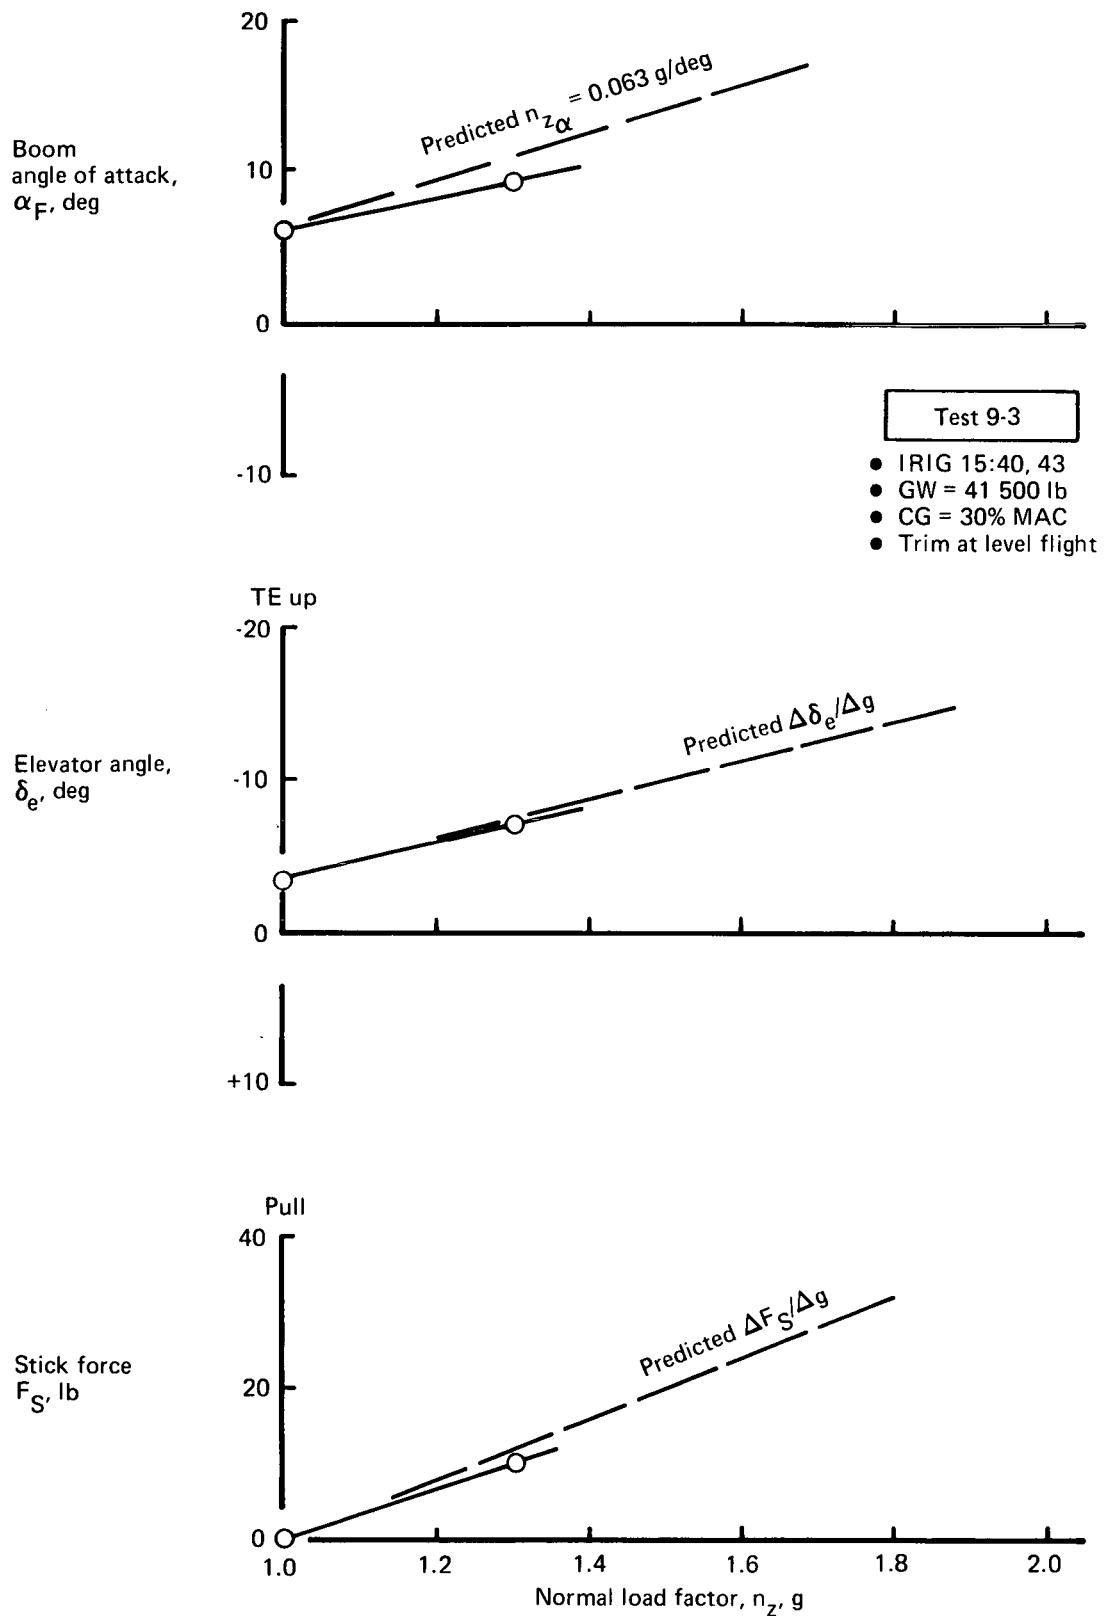 20
Predicted nzα = 0.063 g/deg
Boom
angle of attack,
αF, deg
10
0
-10
Test 9-3
● IRIG 15:40, 43
● GW = 41 500 lb
● CG = 30% MAC
● Trim at level flight
TE up
-20
Predicted Δδe/Δg
Elevator angle,
δe, deg
-10
0
+10
Pull
40
Predicted ΔFS/Δg
Stick force
FS, lb
20
0
1.0 1.2 1.4 1.6 1.8 2.0
Normal load factor, nz, g